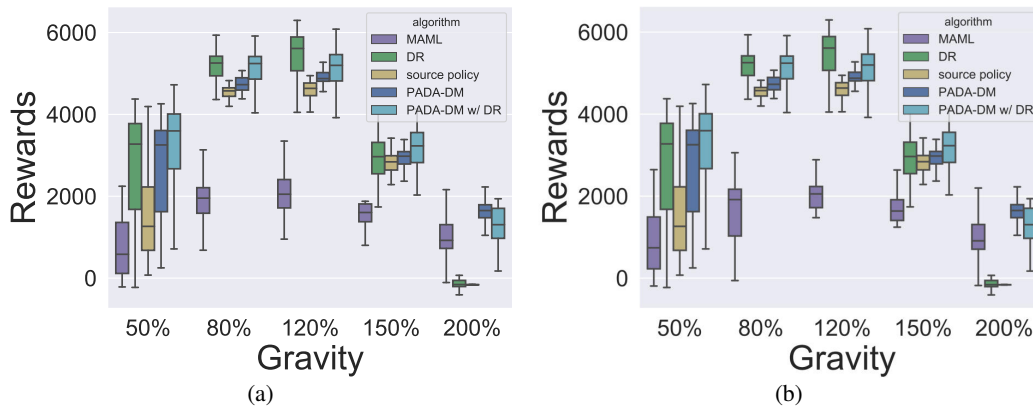 algorithm
MAML
DR
source policy
PADA-DM
PADA-DM w/ DR
6000
4000
2000
0
Rewards
50% 80% 120% 150% 200%
Gravity
(a)
algorithm
MAML
DR
source policy
PADA-DM
PADA-DM w/ DR
6000
4000
2000
0
Rewards
50% 80% 120% 150% 200%
Gravity
(b)